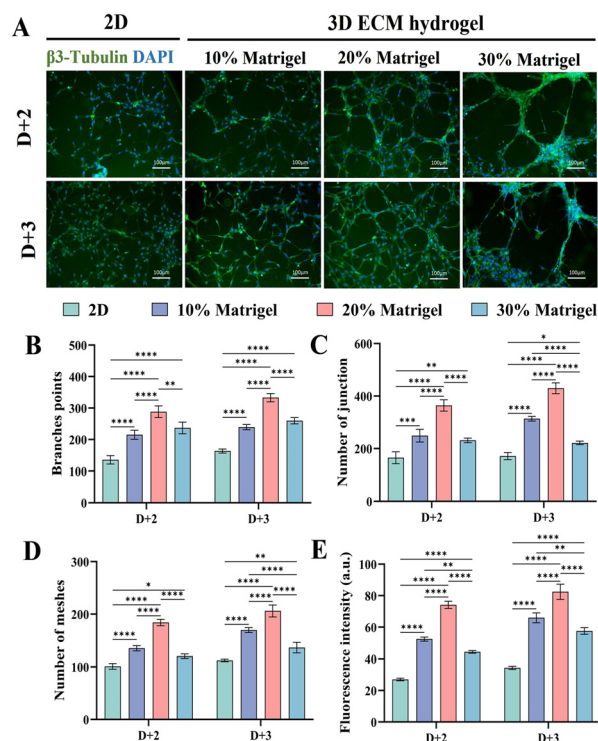 A
2D
3D ECM hydrogel
β3-Tubulin DAPI
10% Matrigel
20% Matrigel
30% Matrigel
D+2
100μm
100μm
100μm
100μm
D+3
100μm
100μm
100μm
100μm
2D
10% Matrigel
20% Matrigel
30% Matrigel
B
Branches points
500
400
300
200
100
0
****
****
****
****
**
****
****
****
****
****
D+2
D+3
C
Number of junction
600
400
200
0
**
****
****
***
****
*
****
****
****
****
D+2
D+3
D
Number of meshes
300
200
100
0
*
****
****
****
****
**
****
****
****
****
D+2
D+3
E
Fluorescence intensity (a.u.)
100
80
60
40
20
0
****
**
****
****
****
****
****
**
****
****
****
****
D+2
D+3